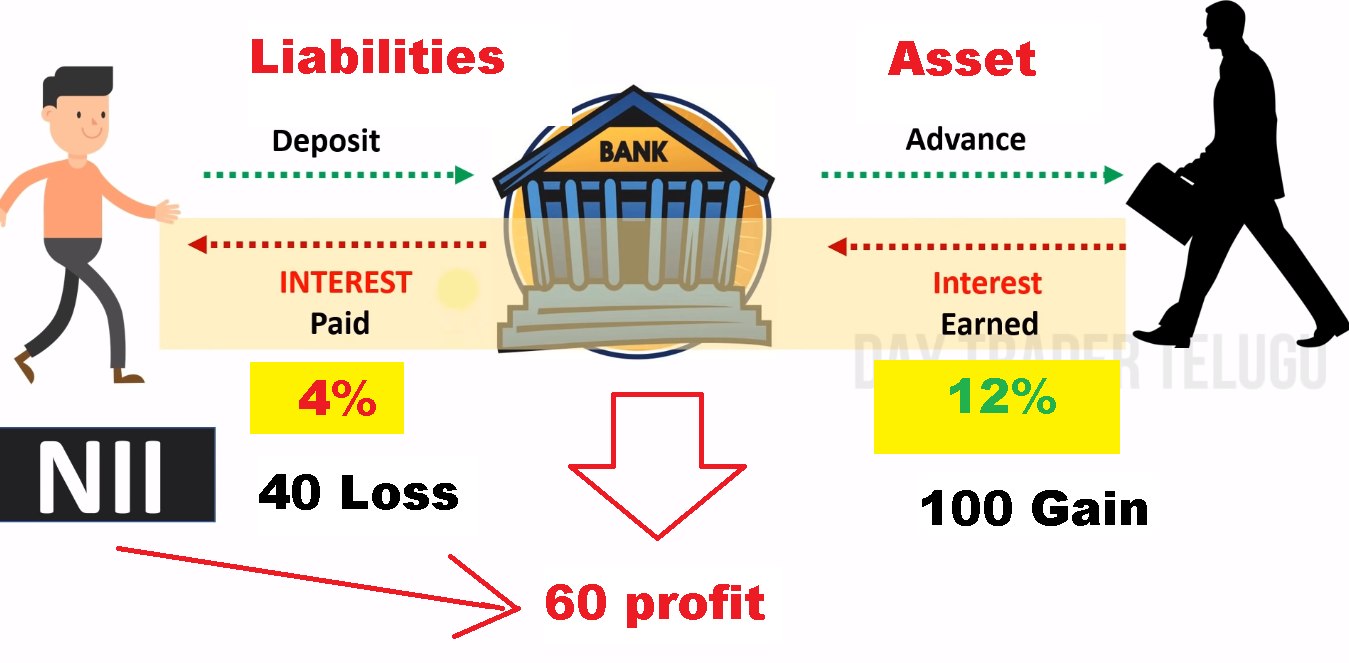 Liabilities
Asset
Deposit
Advance
BANK
INTEREST
Paid
Interest
Earned
DAY TRADER TELUGU
4%
12%
NII
40 Loss
100 Gain
60 profit